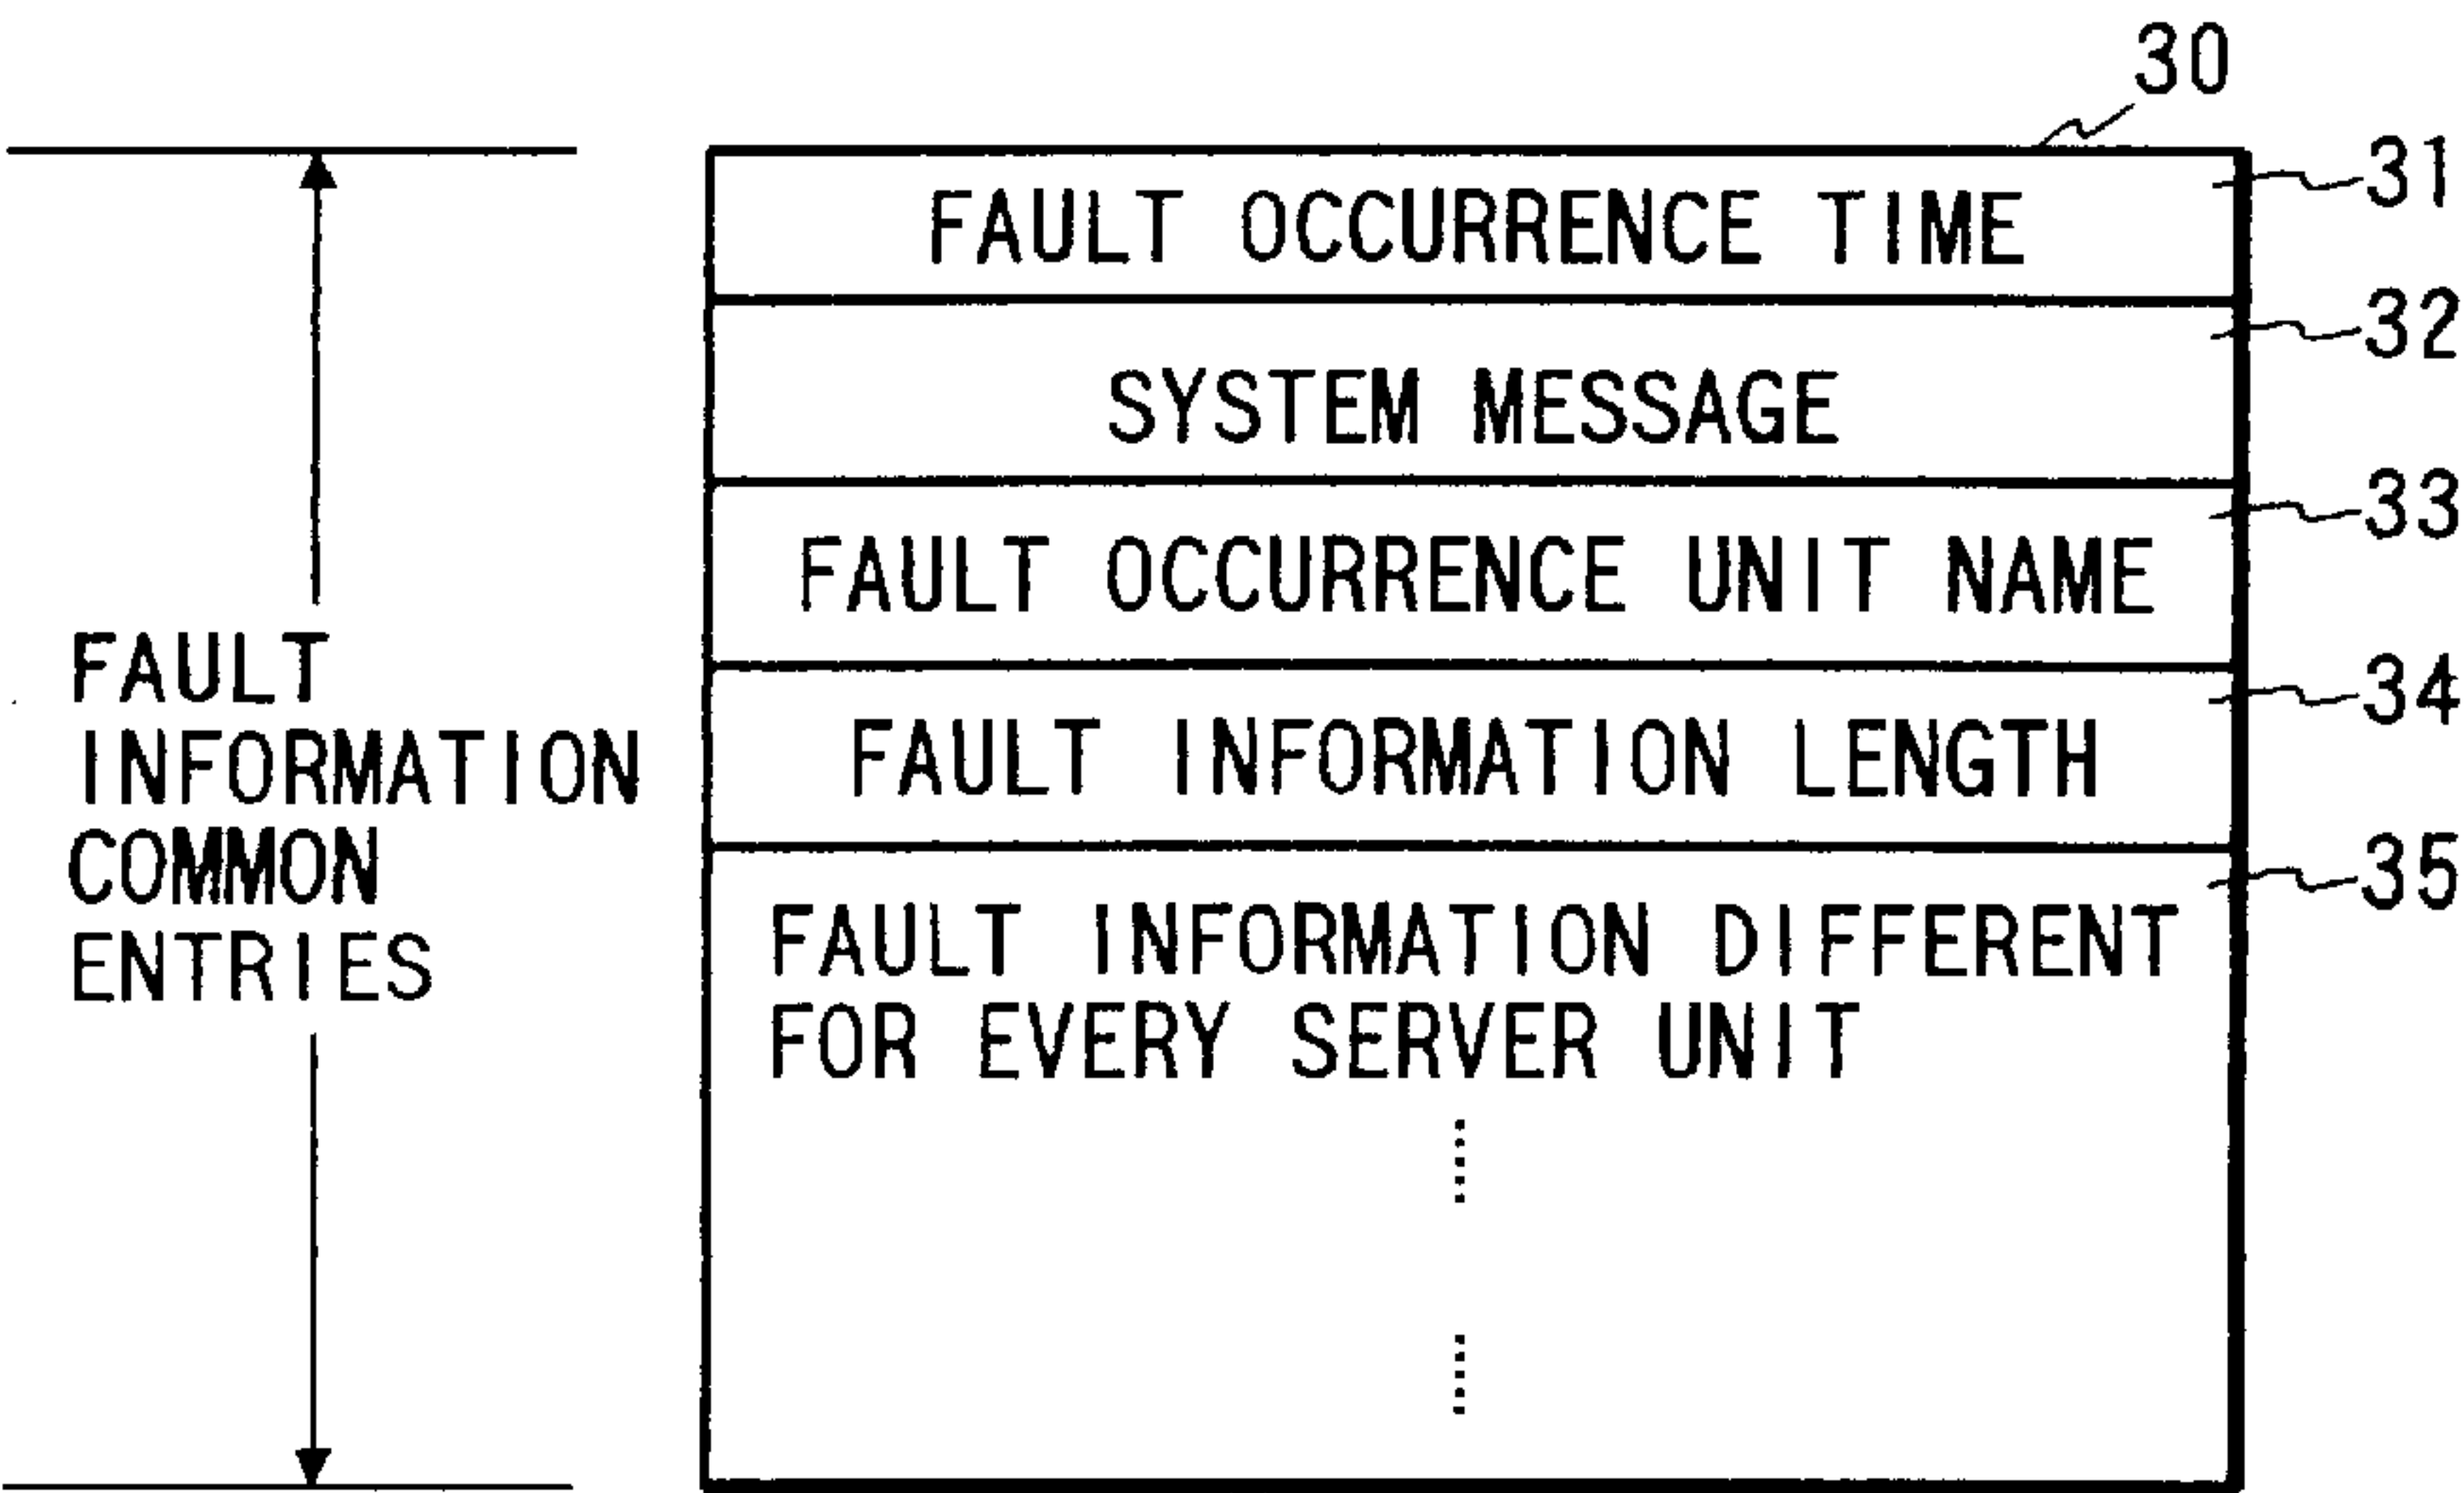 30
FAULT OCCURRENCE TIME
31
SYSTEM MESSAGE
32
FAULT OCCURRENCE UNIT NAME
33
FAULT INFORMATION LENGTH
34
FAULT INFORMATION DIFFERENT
FOR EVERY SERVER UNIT
35
FAULT
INFORMATION
COMMON
ENTRIES